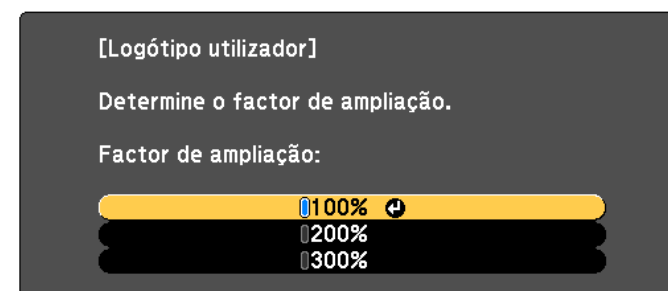 [Logótipo utilizador]
Determine o factor de ampliação.
Factor de ampliação:
100%
200%
300%